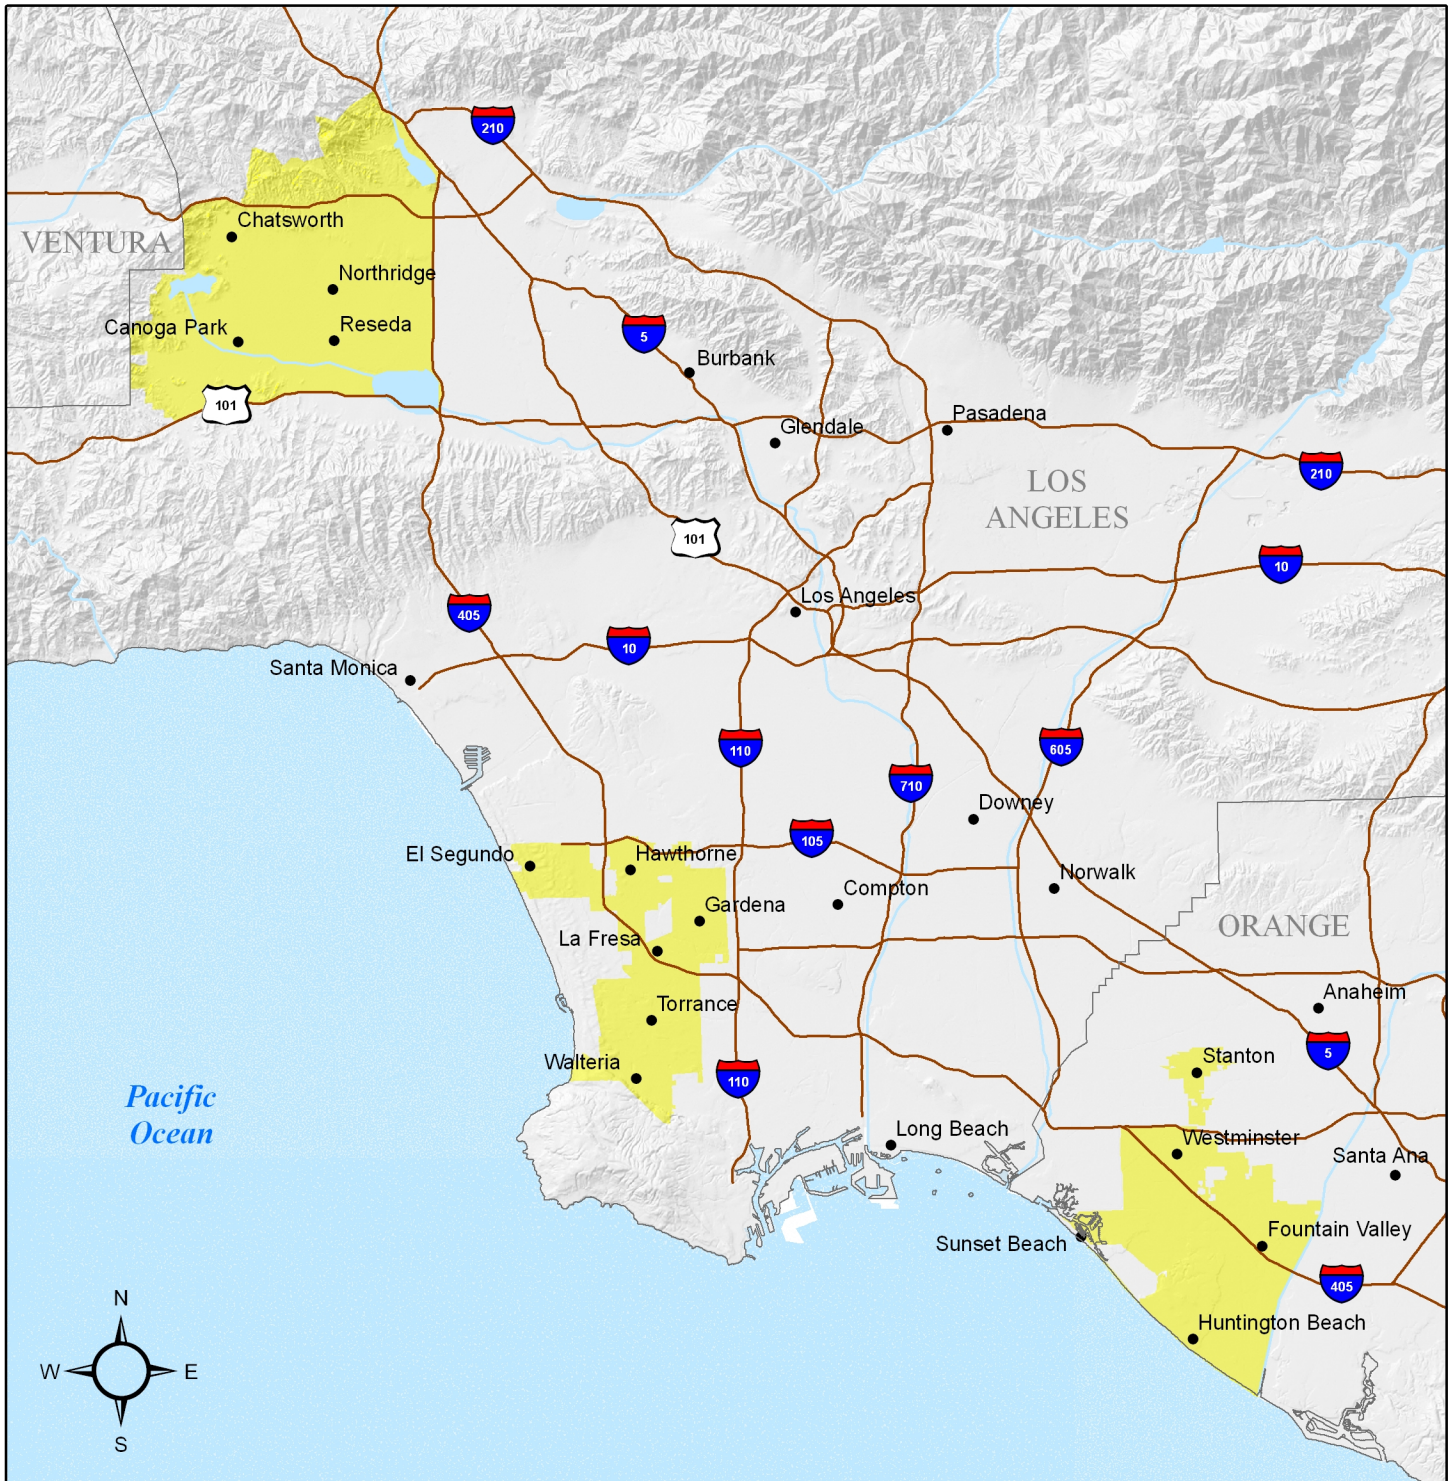 210
Chatsworth
VENTURA
Northridge
Canoga Park
Reseda
5
Burbank
101
Pasadena
Glendale
210
LOS
ANGELES
101
10
Los Angeles
405
10
Santa Monica
110
605
710
Downey
105
El Segundo
Hawthorne
Norwalk
Compton
Gardena
ORANGE
La Fresa
Anaheim
Torrance
5
Stanton
Walteria
110
Pacific
Ocean
Long Beach
Westminster
Santa Ana
Fountain Valley
Sunset Beach
405
N
Huntington Beach
W
E
S